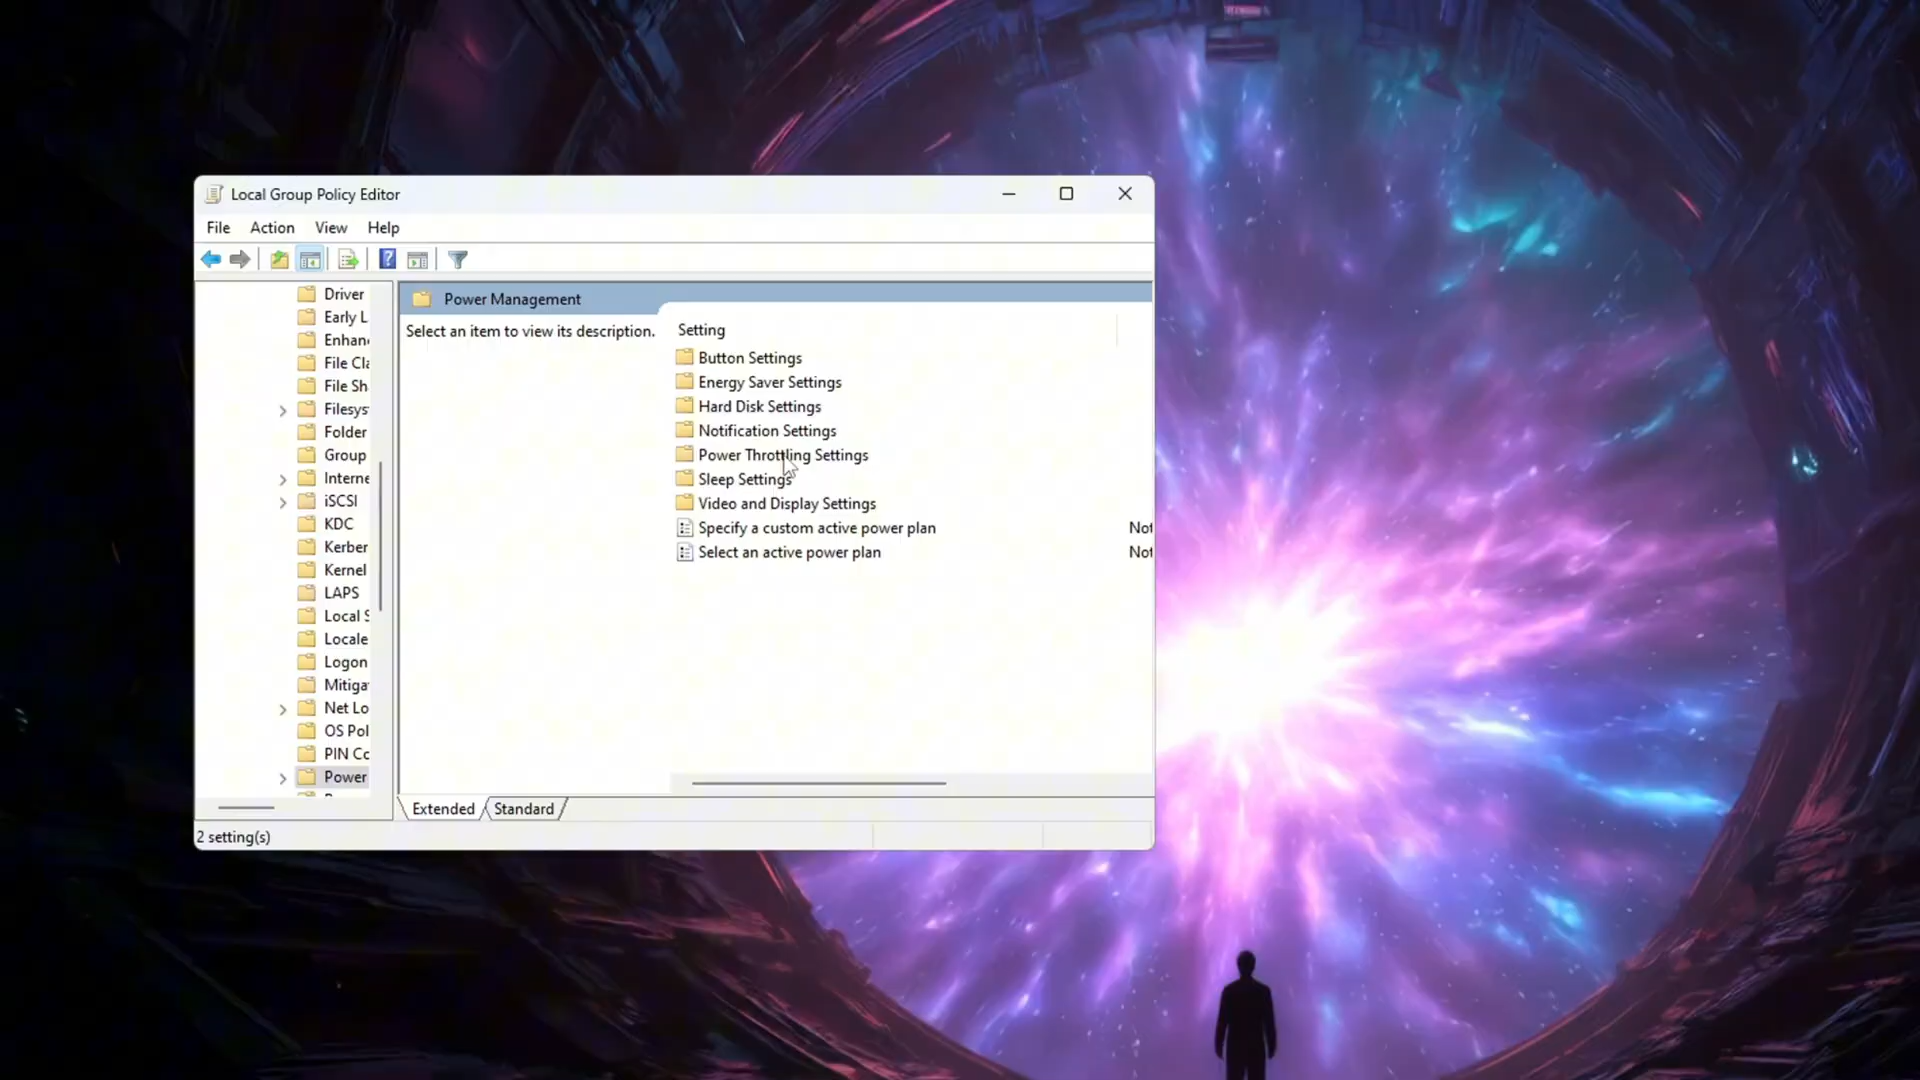 Local Group Policy Editor
File Action View Help
Driver
Early L
Enhan
File Cla
File Sh
Filesys
Folder
Group
Interne
iSCSI
KDC
Kerber
Kernel
LAPS
Local S
Locale
Logon
Mitiga
Net Lo
OS Pol
PIN Co
Power
Power Management
Select an item to view its description.
Setting
Button Settings
Energy Saver Settings
Hard Disk Settings
Notification Settings
Power Throttling Settings
Sleep Settings
Video and Display Settings
Specify a custom active power plan Not
Select an active power plan Not
Extended Standard
2 setting(s)